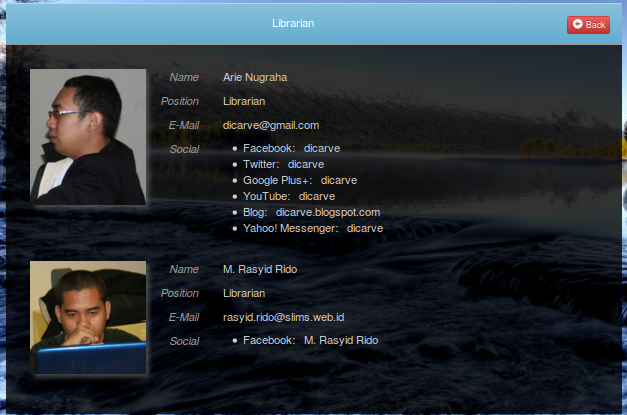 Librarian
Back
Name Arie Nugraha
Position Librarian
E-Mail dicarve@gmail.com
Social • Facebook: dicarve
• Twitter: dicarve
• Google Plus+: dicarve
• YouTube: dicarve
• Blog: dicarve.blogspot.com
• Yahoo! Messenger: dicarve
Name M. Rasyid Rido
Position Librarian
E-Mail rasyid.rido@slims.web.id
Social • Facebook: M. Rasyid Rido